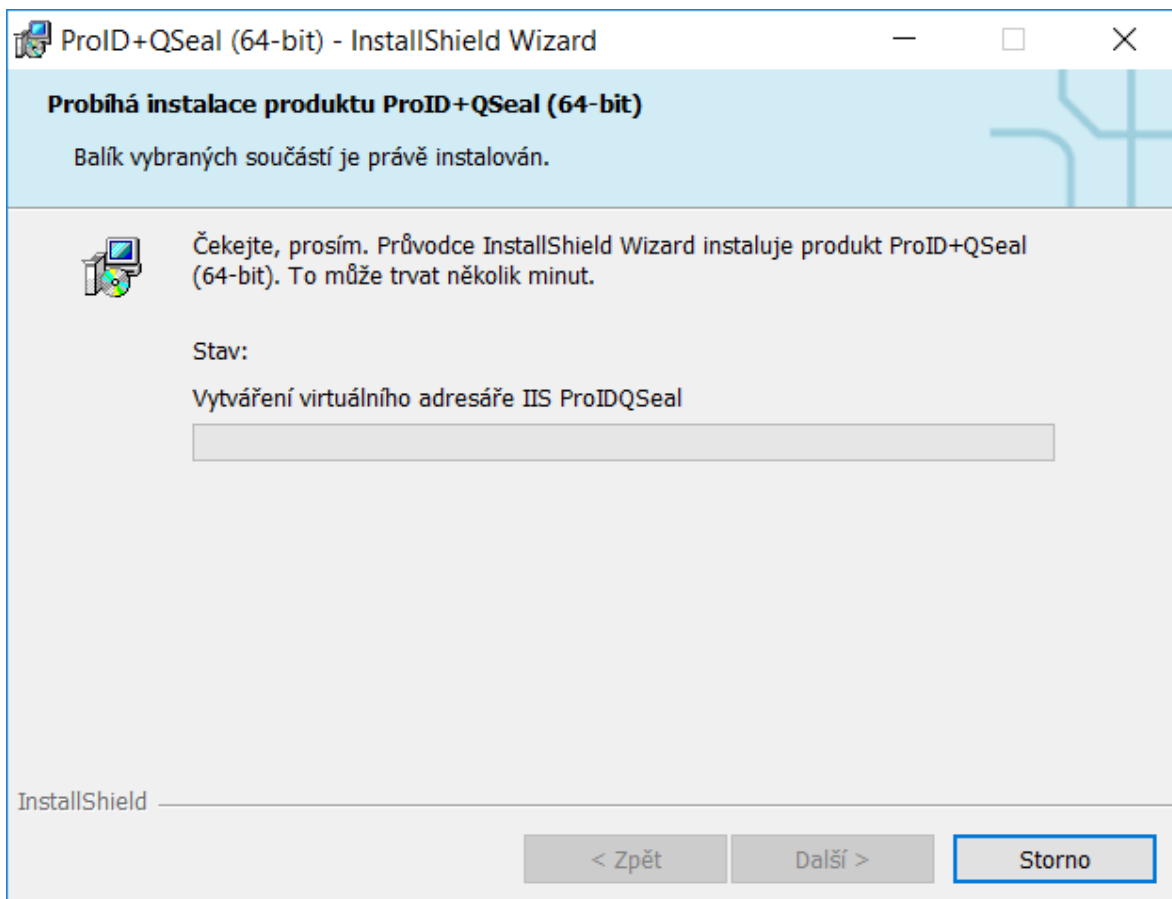 ProID+QSeal (64-bit) - InstallShield Wizard
Probíhá instalace produktu ProID+QSeal (64-bit)
Balík vybraných součástí je právě instalován.
Čekejte, prosím. Průvodce InstallShield Wizard instaluje produkt ProID+QSeal
(64-bit). To může trvat několik minut.
Stav:
Vytváření virtuálního adresáře IIS ProIDQSeal
InstallShield
< Zpět
Další >
Storno